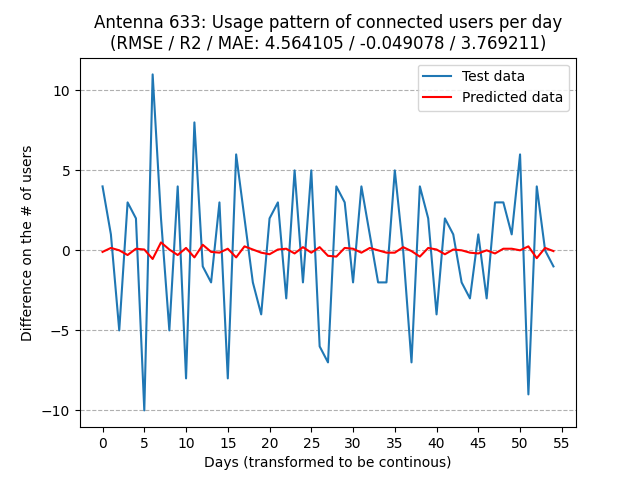 Antenna 633: Usage pattern of connected users per day
(RMSE / R2 / MAE: 4.564105 / -0.049078 / 3.769211)
Test data
Predicted data
Difference on the # of users
10
5
0
−5
−10
0 5 10 15 20 25 30 35 40 45 50 55
Days (transformed to be continous)